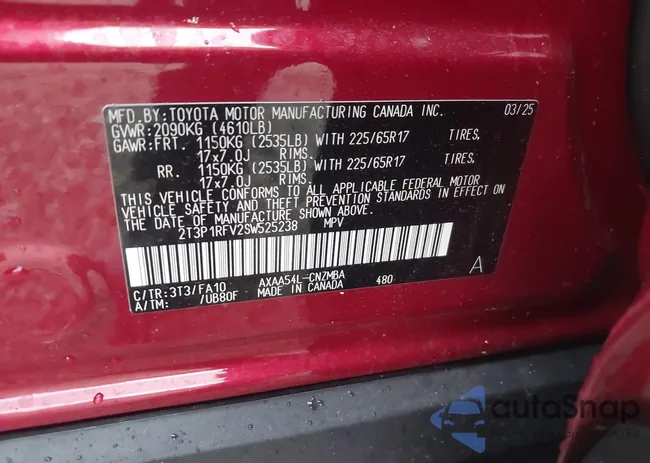 MFD.BY:TOYOTA MOTOR MANUFACTURING CANADA INC. 03/25
GVWR:2090KG (4610LB)
GAWR:FRT. 1150KG (2535LB) WITH 225/65R17 TIRES,
17x7.0J RIMS.
RR. 1150KG (2535LB) WITH 225/65R17 TIRES,
17x7.0J RIMS.
THIS VEHICLE CONFORMS TO ALL APPLICABLE FEDERAL MOTOR
VEHICLE SAFETY AND THEFT PREVENTION STANDARDS IN EFFECT ON
THE DATE OF MANUFACTURE SHOWN ABOVE.
2T3P1RFV2SW525238 MPV
C/TR:3T3/FA10 AXAA54L-CNZMBA 480 A
A/TM: /UB80F MADE IN CANADA
autoSnap